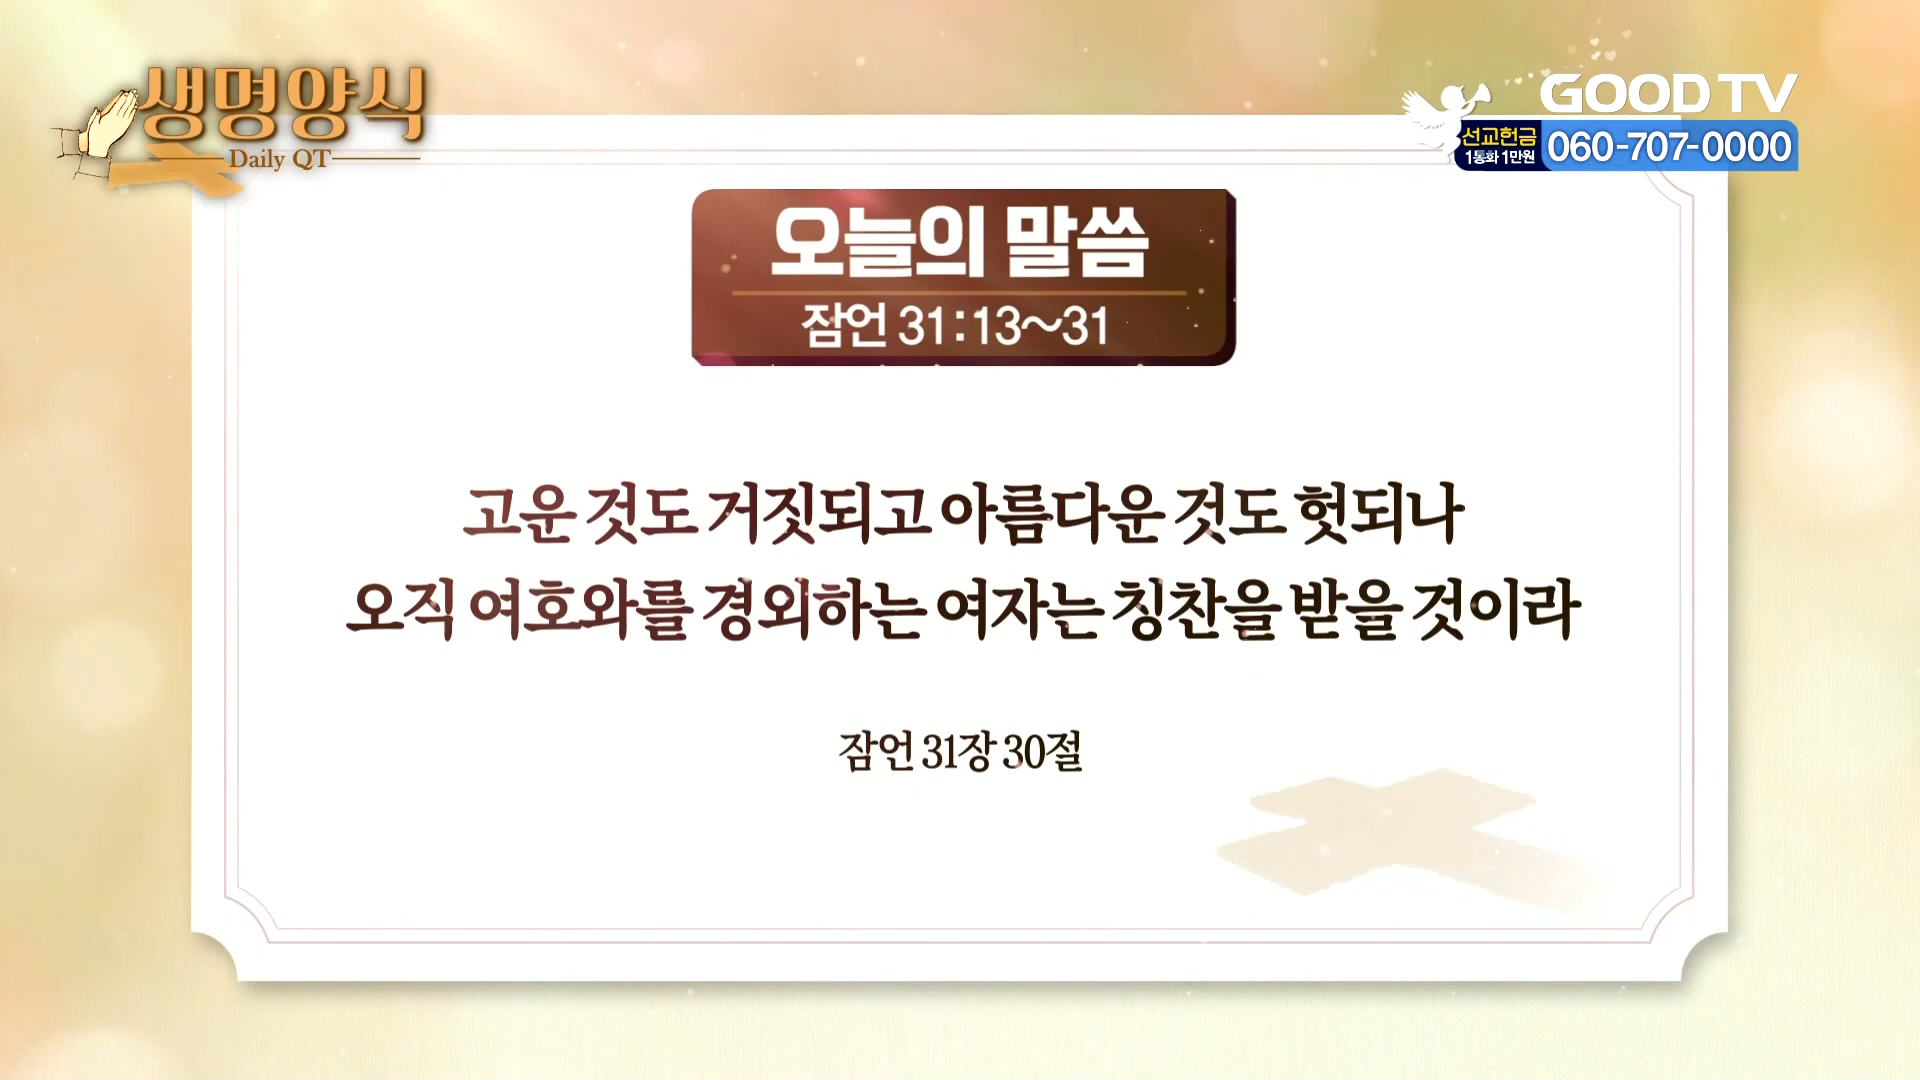 생명양식
Daily QT
GOOD TV
선교헌금
1통화 1만원
060-707-0000
오늘의 말씀
잠언 31:13~31
고운 것도 거짓되고 아름다운 것도 헛되나
오직 여호와를 경외하는 여자는 칭찬을 받을 것이라
잠언 31장 30절